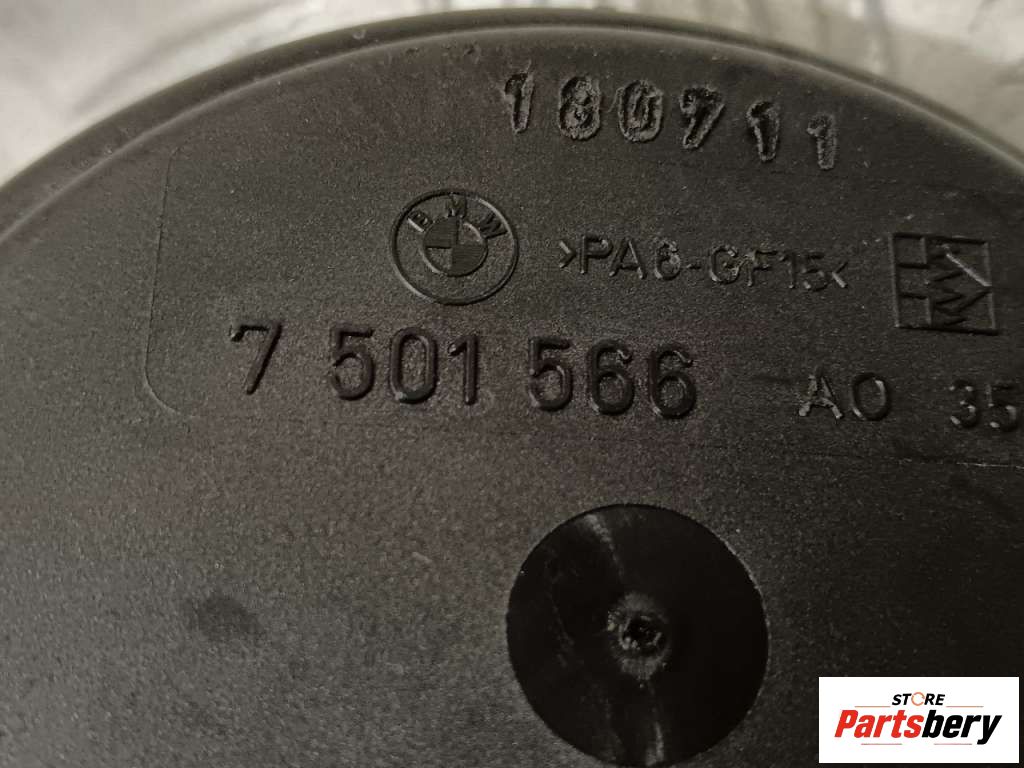 180711
BMW
>PA6-GF15<
7 501 566 AO 35
STORE
Partsbery